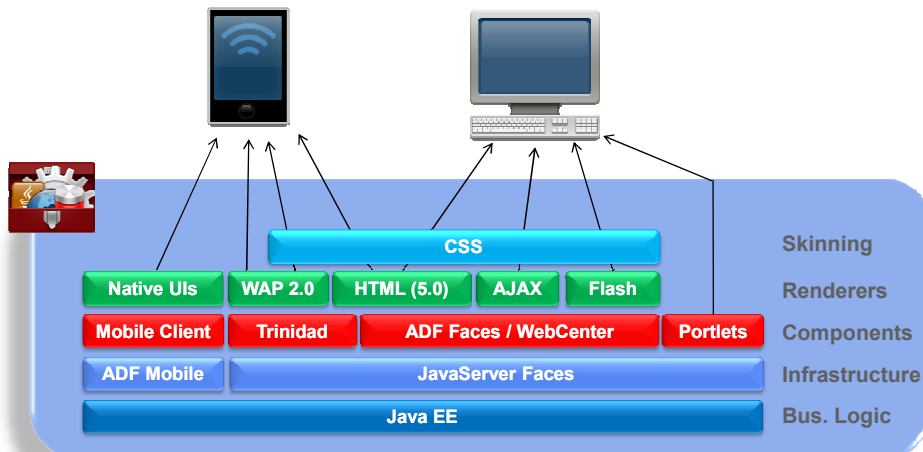 CSS
Skinning
Native UIs
WAP 2.0
HTML (5.0)
AJAX
Flash
Renderers
Mobile Client
Trinidad
ADF Faces / WebCenter
Portlets
Components
ADF Mobile
JavaServer Faces
Infrastructure
Java EE
Bus. Logic